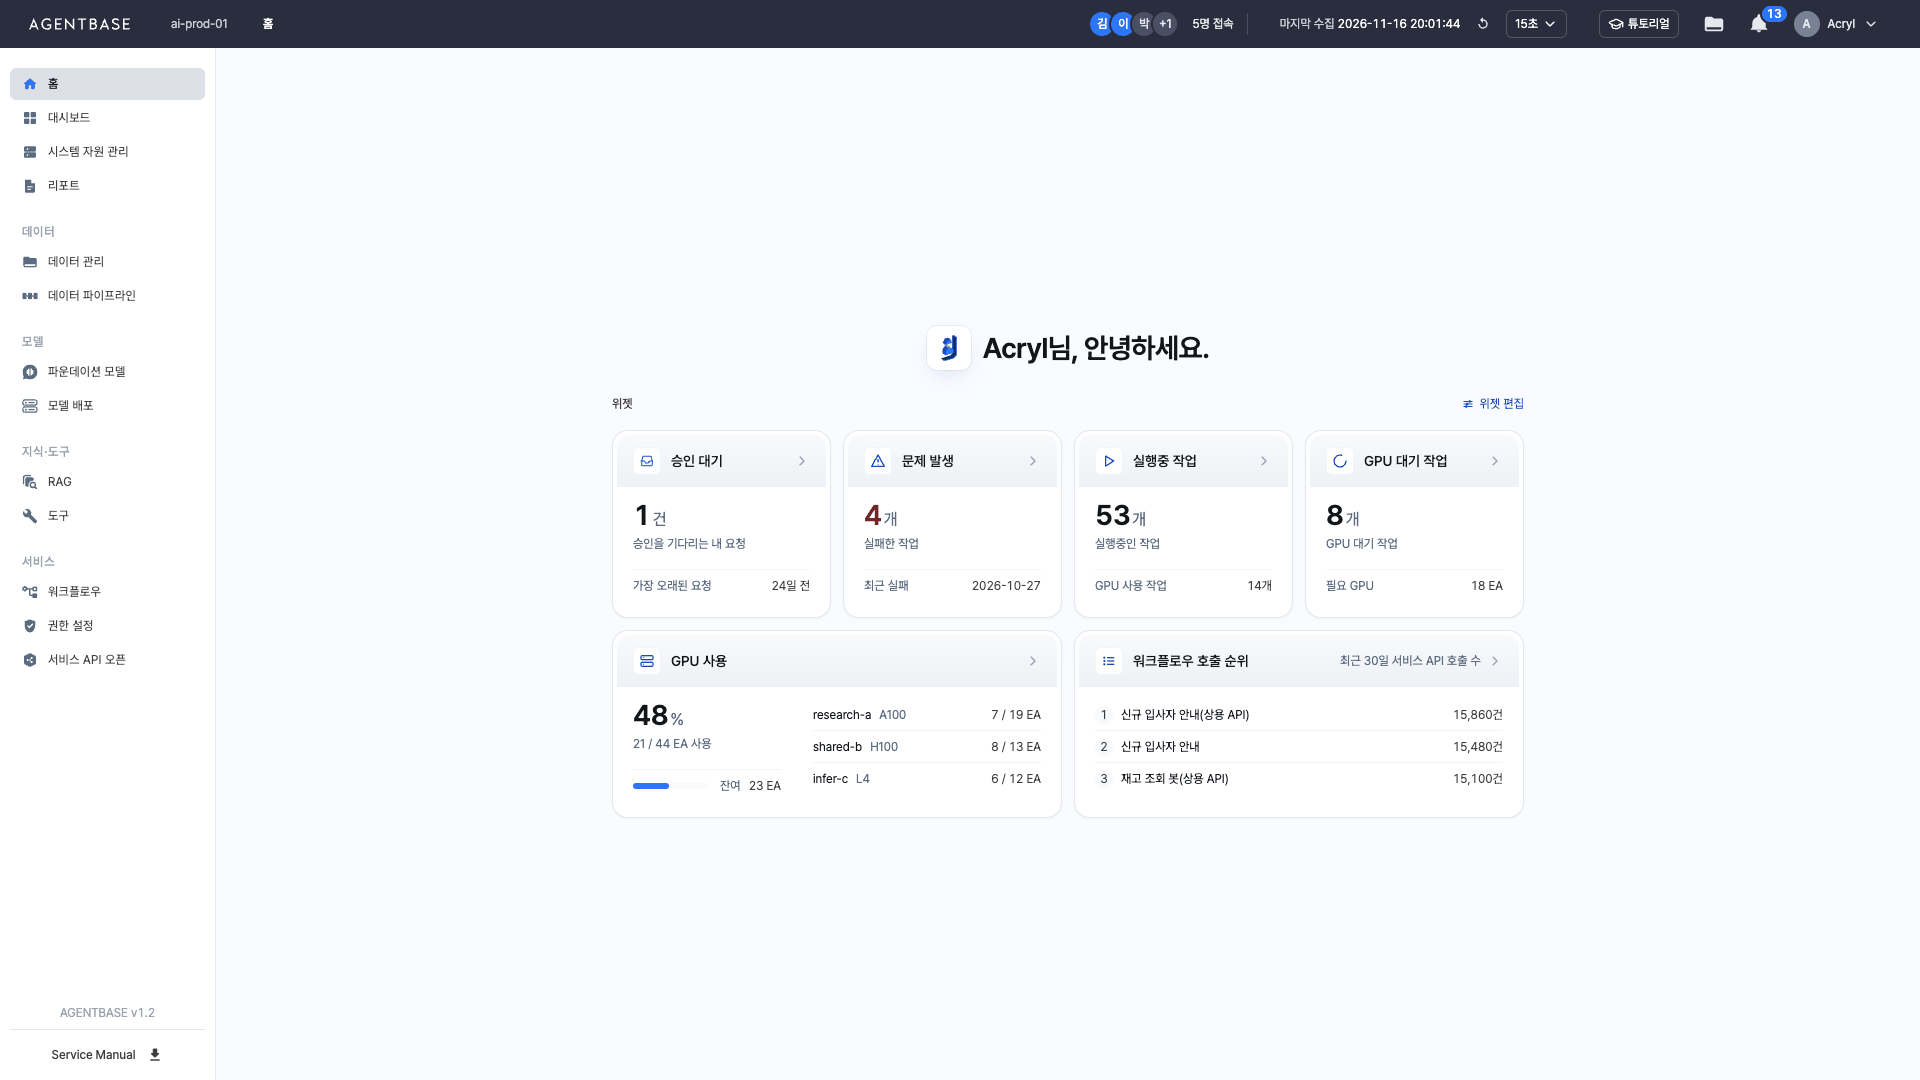 AGENTBASE
ai-prod-01
홈
김 이 박 +1
5명 접속
마지막 수집 2026-11-16 20:01:44
15초
튜토리얼
13
A
Acryl
홈
대시보드
시스템 자원 관리
리포트
데이터
데이터 관리
데이터 파이프라인
모델
파운데이션 모델
모델 배포
지식·도구
RAG
도구
서비스
워크플로우
권한 설정
서비스 API 오픈
AGENTBASE v1.2
Service Manual
Acryl님, 안녕하세요.
위젯
위젯 편집
승인 대기
1 건
승인을 기다리는 내 요청
가장 오래된 요청 24일 전
문제 발생
4개
실패한 작업
최근 실패 2026-10-27
실행중 작업
53개
실행중인 작업
GPU 사용 작업 14개
GPU 대기 작업
8개
GPU 대기 작업
필요 GPU 18 EA
GPU 사용
48%
21 / 44 EA 사용
잔여 23 EA
research-a A100 7 / 19 EA
shared-b H100 8 / 13 EA
infer-c L4 6 / 12 EA
워크플로우 호출 순위 최근 30일 서비스 API 호출 수
1 신규 입사자 안내(상용 API) 15,860건
2 신규 입사자 안내 15,480건
3 재고 조회 봇(상용 API) 15,100건